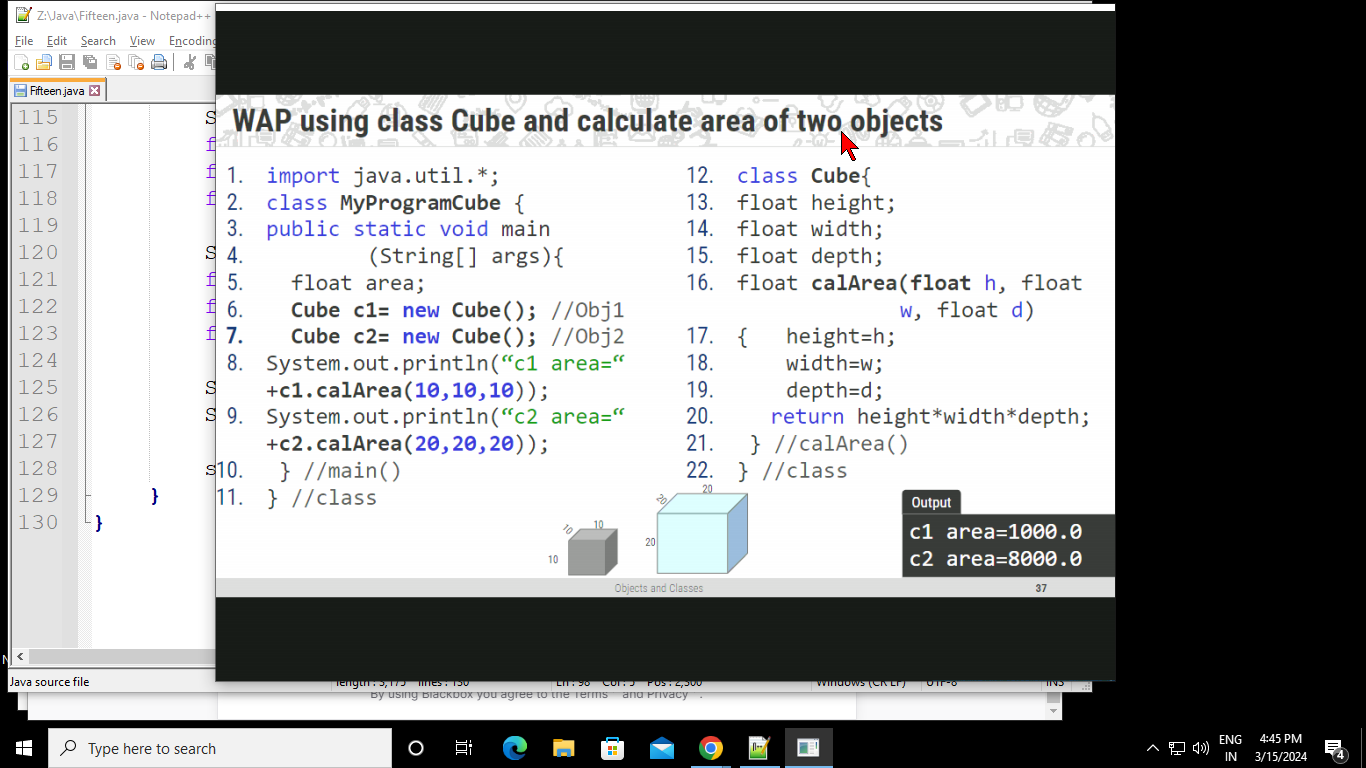 Z:\Java\Fifteen.java - Notepad++
File Edit Search View Encoding
Fifteen.java
115 S
116 f
117 f
118 f
119
120 S
121 f
122 f
123 f
124
125 S
126 S
127
128 s
129 }
130 }
WAP using class Cube and calculate area of two objects
1. import java.util.*;
2. class MyProgramCube {
3. public static void main
4. (String[] args){
5. float area;
6. Cube c1= new Cube(); //Obj1
7. Cube c2= new Cube(); //Obj2
8. System.out.println(“c1 area=“
+c1.calArea(10,10,10));
9. System.out.println(“c2 area=“
+c2.calArea(20,20,20));
10. } //main()
11. } //class
12. class Cube{
13. float height;
14. float width;
15. float depth;
16. float calArea(float h, float
w, float d)
17. { height=h;
18. width=w;
19. depth=d;
20. return height*width*depth;
21. } //calArea()
22. } //class
10
10
10
20
20
20
Output
c1 area=1000.0
c2 area=8000.0
Objects and Classes
37
Java source file
length : 3,175 lines : 130
Ln : 98 Col : 5 Pos : 2,300
Windows (CR LF)
UTF-8
INS
By using Blackbox you agree to the Terms and Privacy .
Type here to search
ENG
IN
4:45 PM
3/15/2024
4